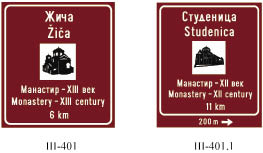 Жича
Žiča
Манастир –XIII век
Monastery –XIII century
6 km
III-401
Студеница
Studenica
Манастир –XII век
Monastery –XII century
11 km
200 m
III-401.1